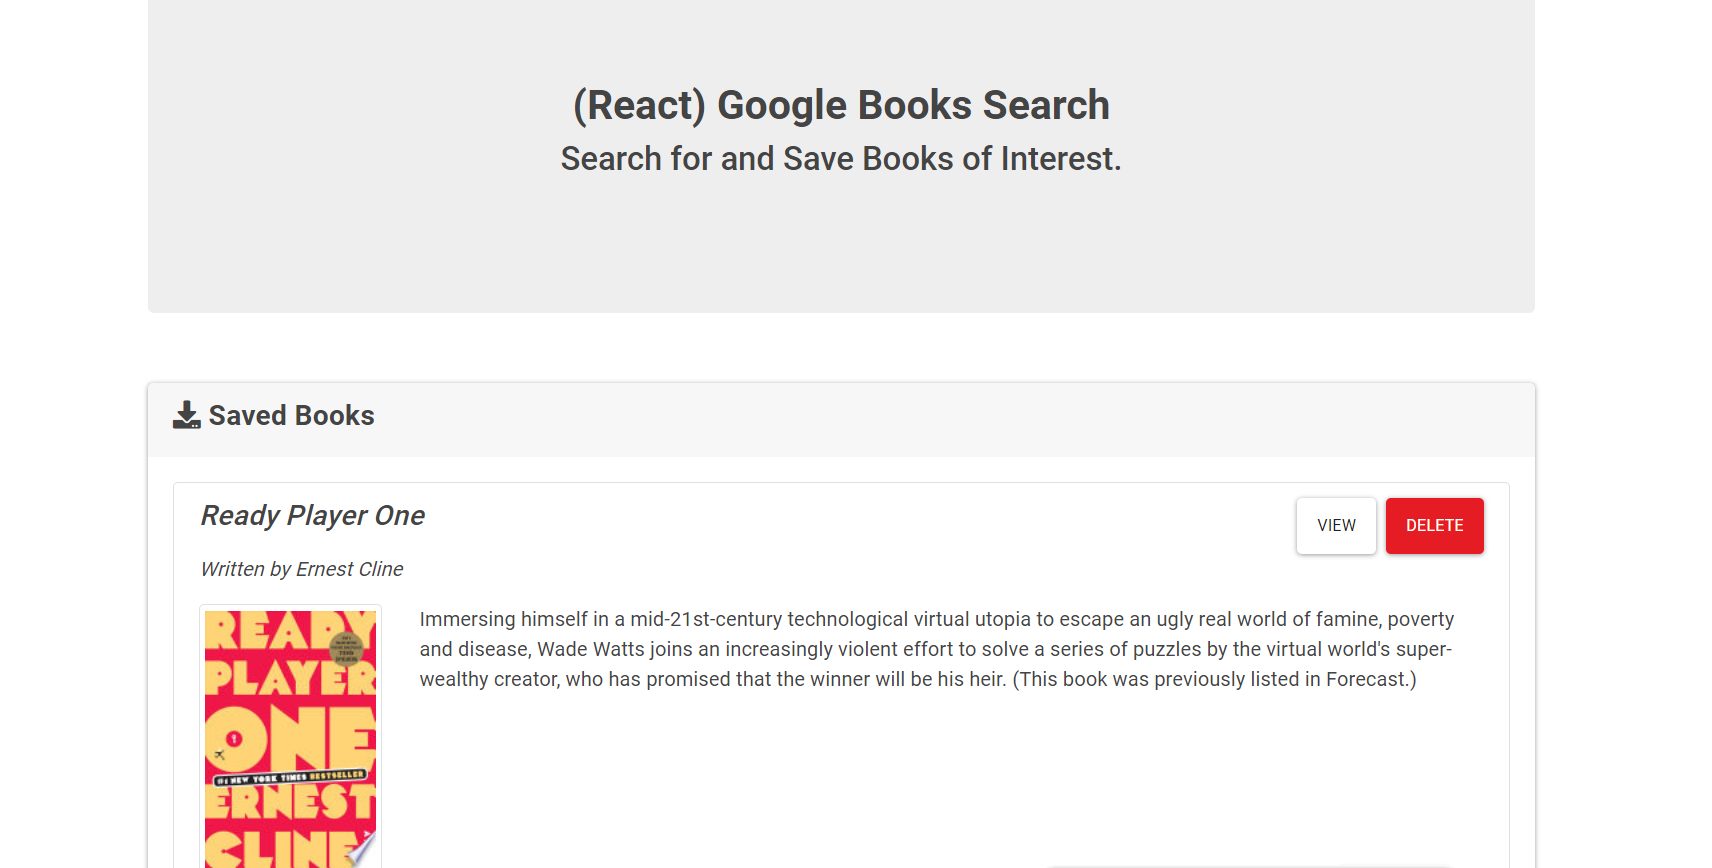 (React) Google Books Search
Search for and Save Books of Interest.
Saved Books
Ready Player One
VIEW
DELETE
Written by Ernest Cline
Immersing himself in a mid-21st-century technological virtual utopia to escape an ugly real world of famine, poverty
and disease, Wade Watts joins an increasingly violent effort to solve a series of puzzles by the virtual world's super-
wealthy creator, who has promised that the winner will be his heir. (This book was previously listed in Forecast.)
READY
PLAYER
ONE
#1 NEW YORK TIMES BESTSELLER
ERNEST
CLINE